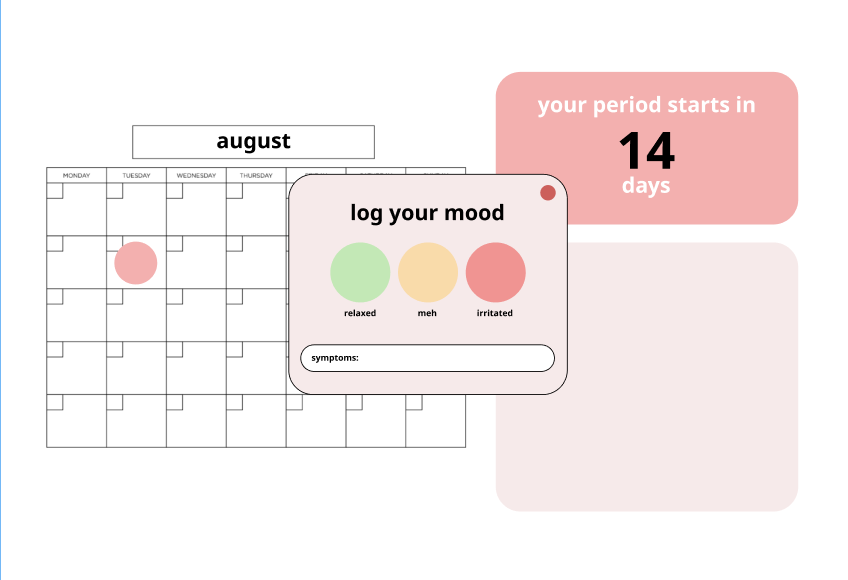 your period starts in
14
days
august
MONDAY TUESDAY WEDNESDAY THURSDAY
log your mood
relaxed meh irritated
symptoms: